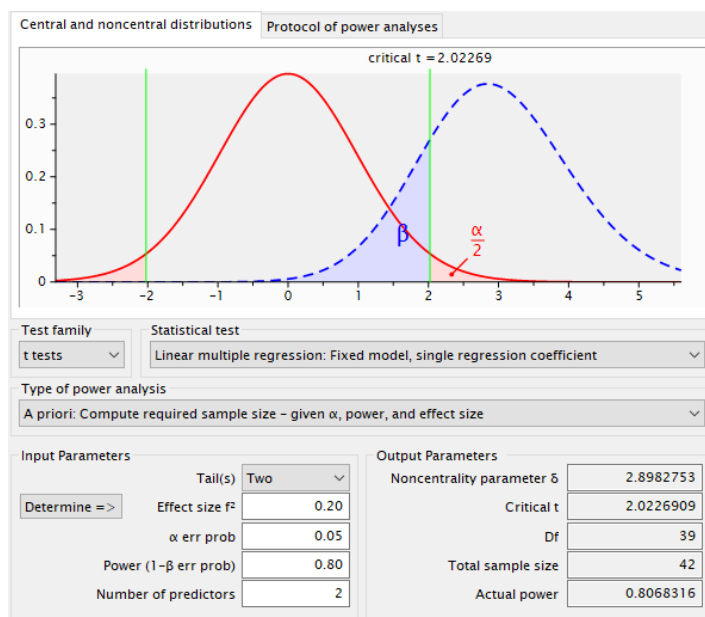 Central and noncentral distributions Protocol of power analyses
critical t = 2.02269
0.3
0.2
0.1
0
β
α
2
-3 -2 -1 0 1 2 3 4 5
Test family Statistical test
t tests Linear multiple regression: Fixed model, single regression coefficient
Type of power analysis
A priori: Compute required sample size - given α, power, and effect size
Input Parameters Output Parameters
Tail(s) Two Noncentrality parameter δ 2.8982753
Determine => Effect size f² 0.20 Critical t 2.0226909
α err prob 0.05 Df 39
Power (1-β err prob) 0.80 Total sample size 42
Number of predictors 2 Actual power 0.8068316